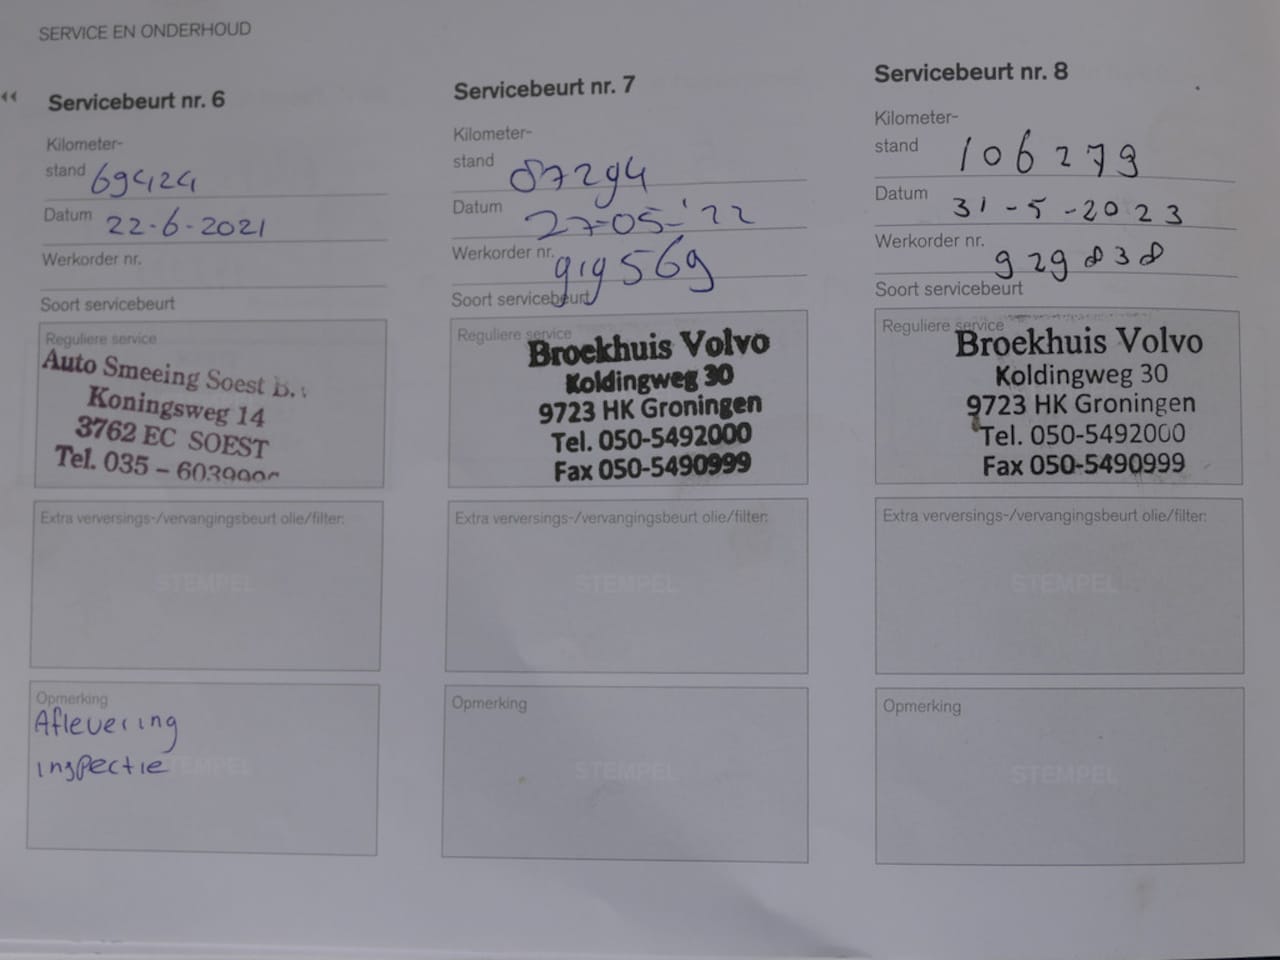 SERVICE EN ONDERHOUD
Servicebeurt nr. 6
Kilometer-
stand 69424
Datum 22-6-2021
Werkorder nr.
Soort servicebeurt
Reguliere service
Auto Smeeing Soest B.V
Koningsweg 14
3762 EC SOEST
Tel. 035 –
Extra verversings-/vervangingsbeurt olie/filter:
STEMPEL
Opmerking
Aflevering
inspectie
STEMPEL
Servicebeurt nr. 7
Kilometer-
stand 87294
Datum 27-05-'22
Werkorder nr. 919569
Soort servicebeurt
Reguliere service
Broekhuis Volvo
Koldingweg 30
9723 HK Groningen
Tel. 050-5492000
Fax 050-5490999
Extra verversings-/vervangingsbeurt olie/filter:
STEMPEL
Opmerking
STEMPEL
Servicebeurt nr. 8
Kilometer-
stand 106279
Datum 31-5-2023
Werkorder nr. 929838
Soort servicebeurt
Reguliere service
Broekhuis Volvo
Koldingweg 30
9723 HK Groningen
Tel. 050-5492000
Fax 050-5490999
Extra verversings-/vervangingsbeurt olie/filter:
STEMPEL
Opmerking
STEMPEL